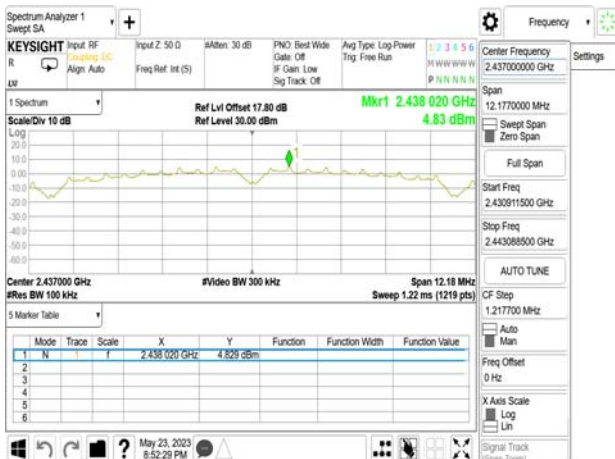 Spectrum Analyzer 1
Swept SA
Frequency
KEYSIGHT
R
LXI
Input: RF
Coupling: DC
Align: Auto
Input Z: 50 Ω
Freq Ref: Int (S)
#Atten: 30 dB
PNO: Best Wide
Gate: Off
IF Gain: Low
Sig Track: Off
Avg Type: Log-Power
Trig: Free Run
1 2 3 4 5 6
M W W W W W
P N N N N N
1 Spectrum
Scale/Div 10 dB
Ref Lvl Offset 17.80 dB
Ref Level 30.00 dBm
Mkr1 2.438 020 GHz
4.83 dBm
Log
20.0
10.0
0.00
-10.0
-20.0
-30.0
-40.0
-50.0
-60.0
1
Center 2.437000 GHz
#Res BW 100 kHz
#Video BW 300 kHz
Span 12.18 MHz
Sweep 1.22 ms (1219 pts)
5 Marker Table
Mode Trace Scale X Y Function Function Width Function Value
1 N 1 f 2.438 020 GHz 4.829 dBm
2
3
4
5
6
May 23, 2023
8:52:29 PM
Center Frequency
2.437000000 GHz
Settings
Span
12.1770000 MHz
Swept Span
Zero Span
Full Span
Start Freq
2.430911500 GHz
Stop Freq
2.443088500 GHz
AUTO TUNE
CF Step
1.217700 MHz
Auto
Man
Freq Offset
0 Hz
X Axis Scale
Log
Lin
Signal Track